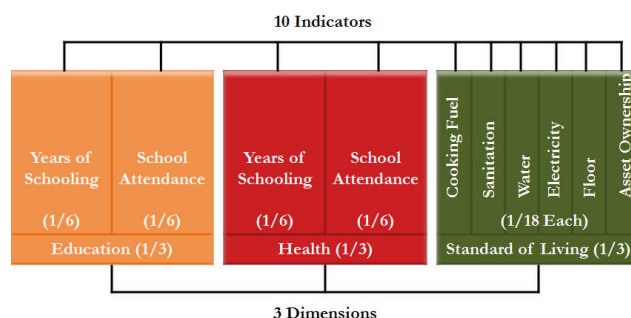 10 Indicators
Years of
Schooling
(1/6)
School
Attendance
(1/6)
Education (1/3)
Years of
Schooling
(1/6)
School
Attendance
(1/6)
Health (1/3)
Cooking Fuel
Sanitation
Water
Electricity
Floor
Asset Ownership
(1/18 Each)
Standard of Living (1/3)
3 Dimensions